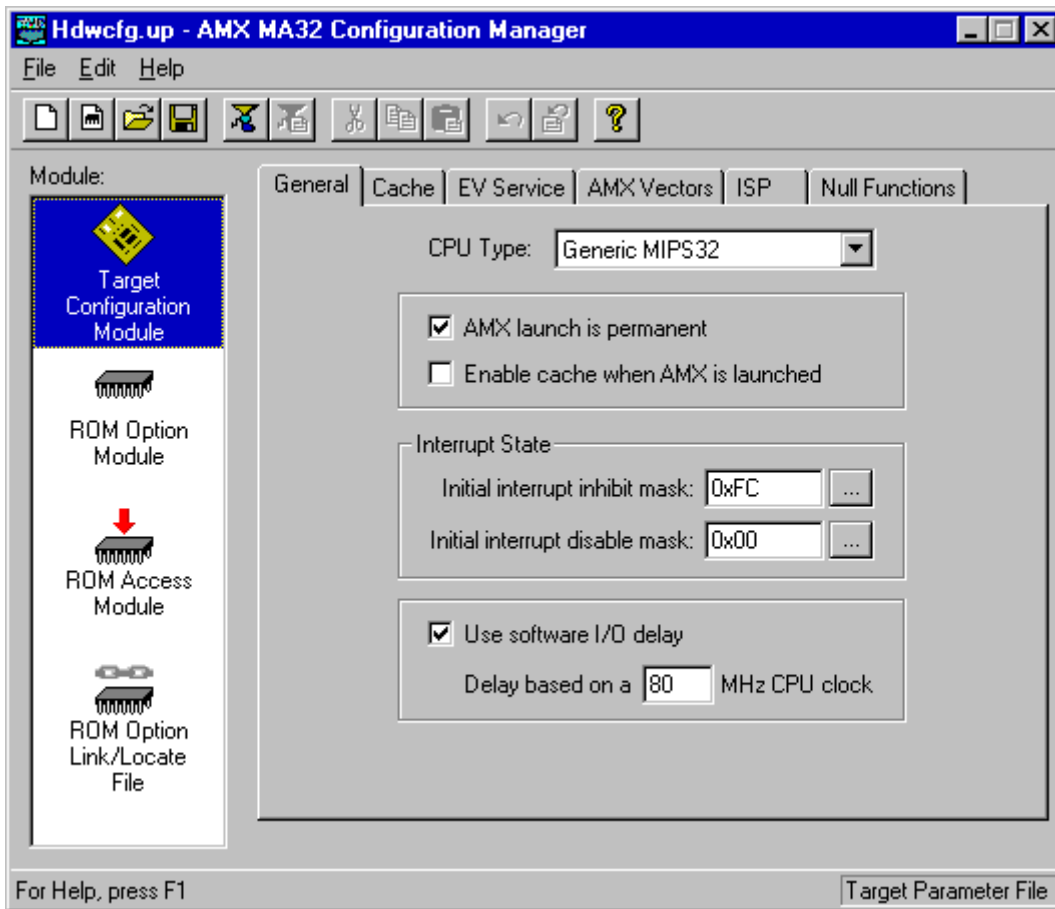 Hdwcfg.up - AMX MA32 Configuration Manager
File Edit Help
Module:
Target
Configuration
Module
ROM Option
Module
ROM Access
Module
ROM Option
Link/Locate
File
General Cache EV Service AMX Vectors ISP Null Functions
CPU Type: Generic MIPS32
AMX launch is permanent
Enable cache when AMX is launched
Interrupt State
Initial interrupt inhibit mask: 0xFC ...
Initial interrupt disable mask: 0x00 ...
Use software I/O delay
Delay based on a 80 MHz CPU clock
For Help, press F1
Target Parameter File